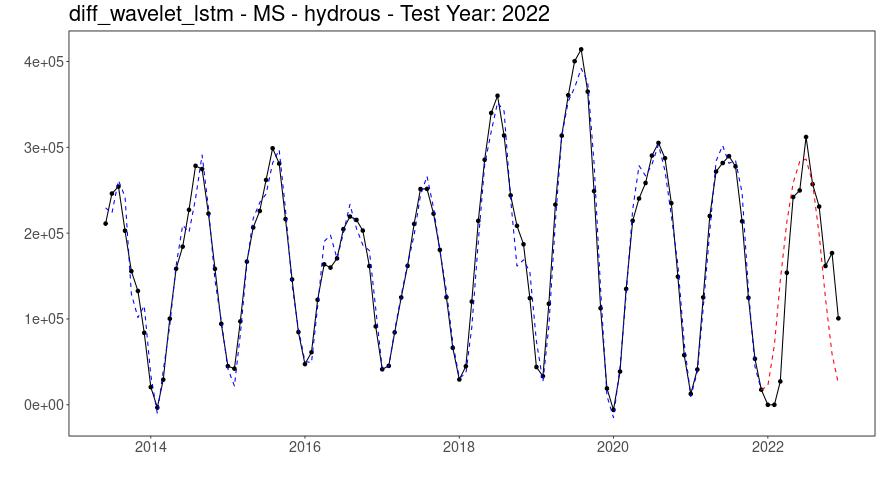 diff_wavelet_lstm - MS - hydrous - Test Year: 2022
4e+05
3e+05
2e+05
1e+05
0e+00
2014 2016 2018 2020 2022